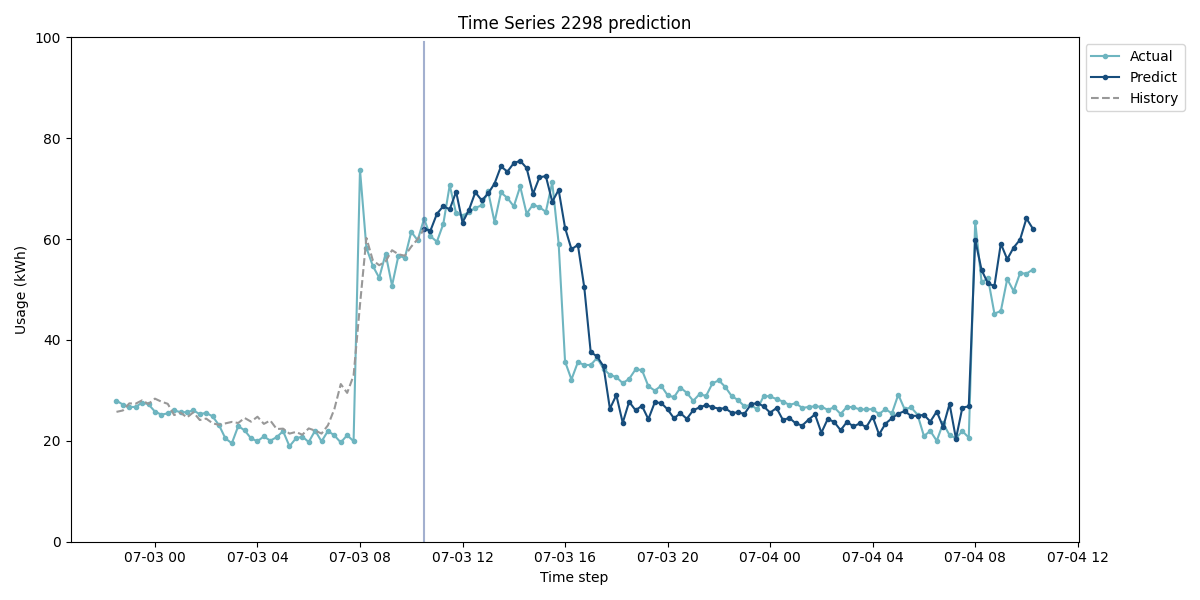 Time Series 2298 prediction
100
80
60
40
20
0
Usage (kWh)
07-03 00
07-03 04
07-03 08
07-03 12
07-03 16
07-03 20
07-04 00
07-04 04
07-04 08
07-04 12
Time step
Actual
Predict
History